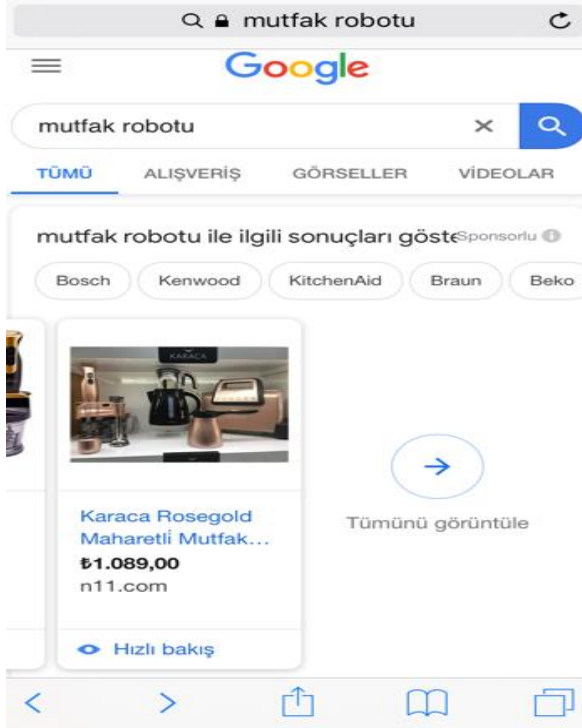 mutfak robotu
Google
mutfak robotu
TÜMÜ ALIŞVERİŞ GÖRSELLER VİDEOLAR
mutfak robotu ile ilgili sonuçları göste Sponsorlu
Bosch Kenwood KitchenAid Braun Beko
KARACA
Karaca Rosegold
Maharetli Mutfak...
₺1.089,00
n11.com
Hızlı bakış
Tümünü görüntüle